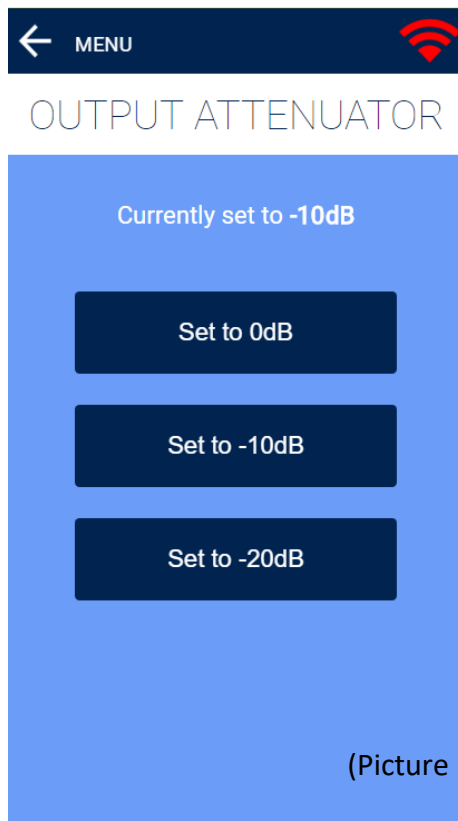 MENU
OUTPUT ATTENUATOR
Currently set to -10dB
Set to 0dB
Set to -10dB
Set to -20dB
(Picture